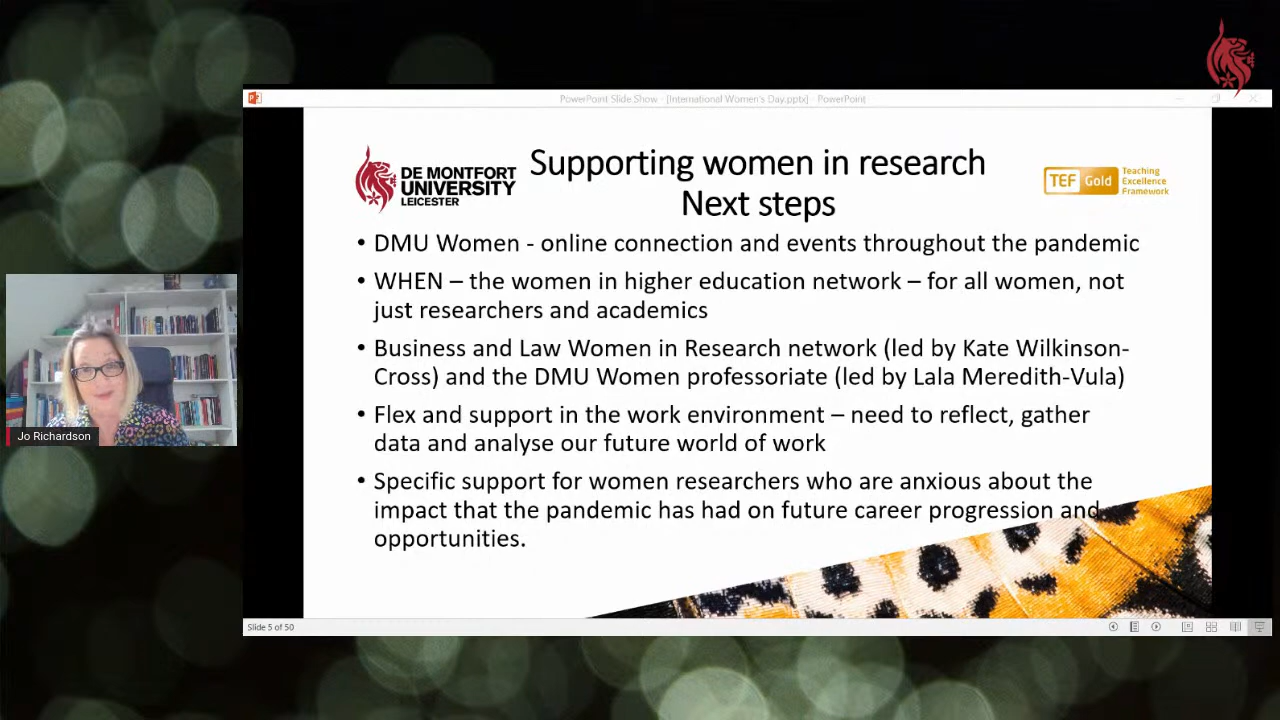 PowerPoint Slide Show - [International Women's Day.pptx] - PowerPoint
DE MONTFORT
UNIVERSITY
LEICESTER
Supporting women in research
Next steps
TEF Gold
Teaching
Excellence
Framework
• DMU Women - online connection and events throughout the pandemic
• WHEN – the women in higher education network – for all women, not
just researchers and academics
• Business and Law Women in Research network (led by Kate Wilkinson-
Cross) and the DMU Women professoriate (led by Lala Meredith-Vula)
• Flex and support in the work environment – need to reflect, gather
data and analyse our future world of work
• Specific support for women researchers who are anxious about the
impact that the pandemic has had on future career progression and
opportunities.
Jo Richardson
Slide 5 of 50